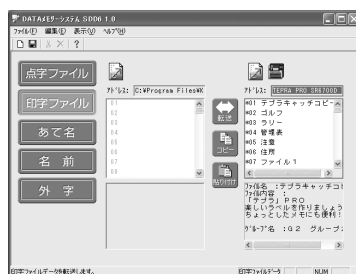 DATAメモリーシステム SDD6 1.0
ファイル(F) 編集(E) 表示(V) ヘルプ(H)
点字ファイル
印字ファイル
あて名
名前
外字
ｱﾄﾞﾚｽ: C:¥Program Files¥K
01
02
03
04
05
06
07
08
転送
コピー
貼り付け
ｱﾄﾞﾚｽ: TEPRA PRO SR6700D
*01 テプラキャッチコピー
*02 ゴルフ
*03 ラリー
*04 管理表
*05 注意
*06 住所
*07 ファイル1
ﾌｧｲﾙ名 :テプラキャッチコ
ﾌｧｲﾙ内容 :
「テプラ」PRO
楽しいラベルを作りましょう
ちょっとしたメモにも便利!
ｸﾞﾙｰﾌﾟ名 :G2 グループ
印字ファイルデータを転送します。
印字ﾌｧｲﾙﾃﾞｰﾀ NUM